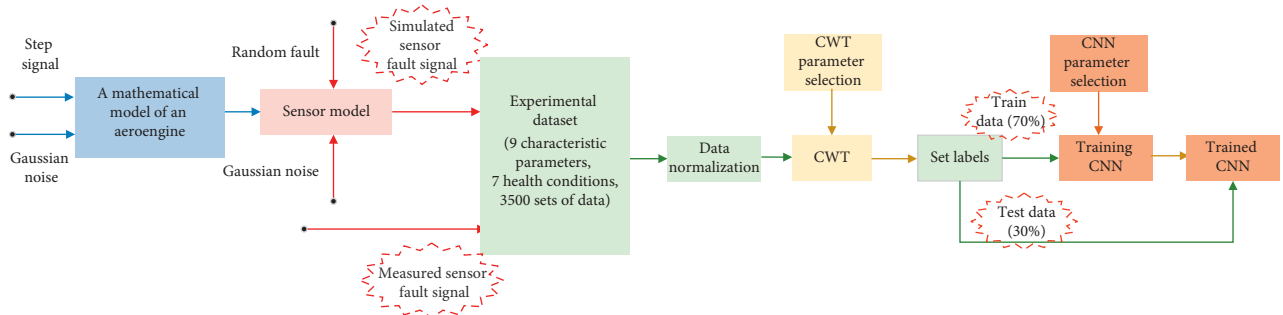 Step
signal
A mathematical
model of an
aeroengine
Gaussian
noise
Random fault
Sensor model
Gaussian noise
Simulated
sensor
fault signal
Measured sensor
fault signal
Experimental
dataset
(9 characteristic
parameters,
7 health conditions,
3500 sets of data)
Data
normalization
CWT
parameter
selection
CWT
Set labels
Train
data (70%)
Test data
(30%)
CNN
parameter
selection
Training
CNN
Trained
CNN